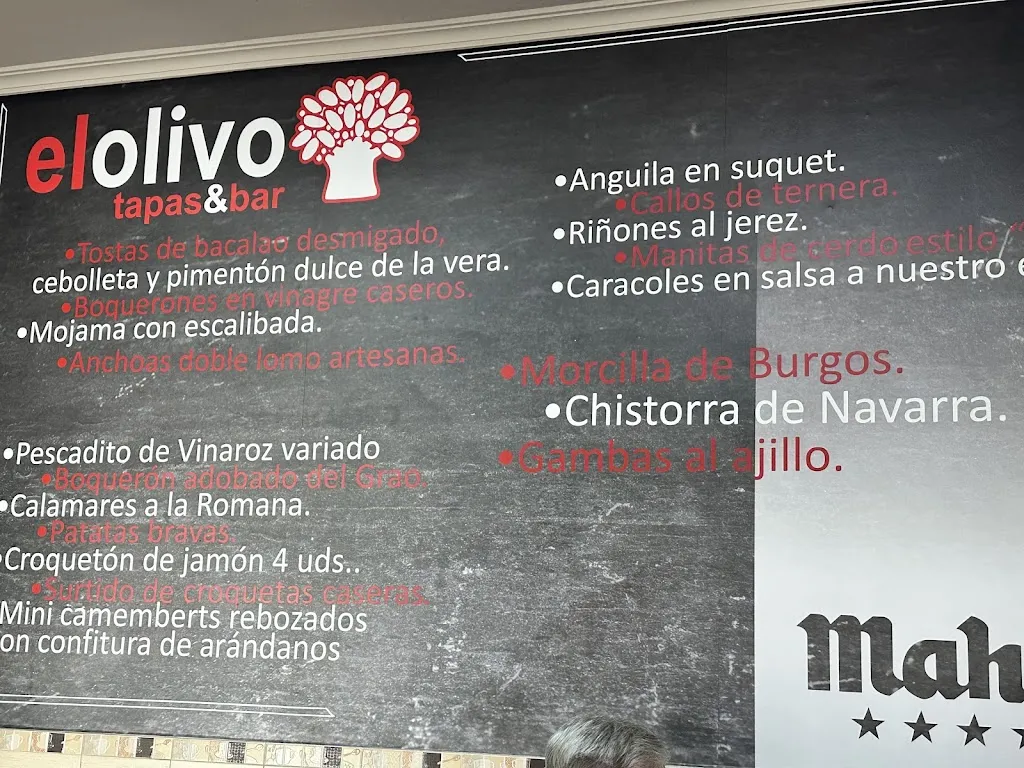 elolivo
tapas&bar
•Tostas de bacalao desmigado,
cebolleta y pimentón dulce de la vera.
•Boquerones en vinagre caseros.
•Mojama con escalibada.
•Anchoas doble lomo artesanas.
•Pescadito de Vinaroz variado
•Boquerón adobado del Grao.
•Calamares a la Romana.
•Patatas bravas.
•Croquetón de jamón 4 uds..
•Surtido de croquetas caseras.
Mini camemberts rebozados
on confitura de arándanos
•Anguila en suquet.
•Callos de ternera.
•Riñones al jerez.
•Manitas de cerdo estilo
•Caracoles en salsa a nuestro e
•Morcilla de Burgos.
•Chistorra de Navarra.
•Gambas al ajillo.
Mah